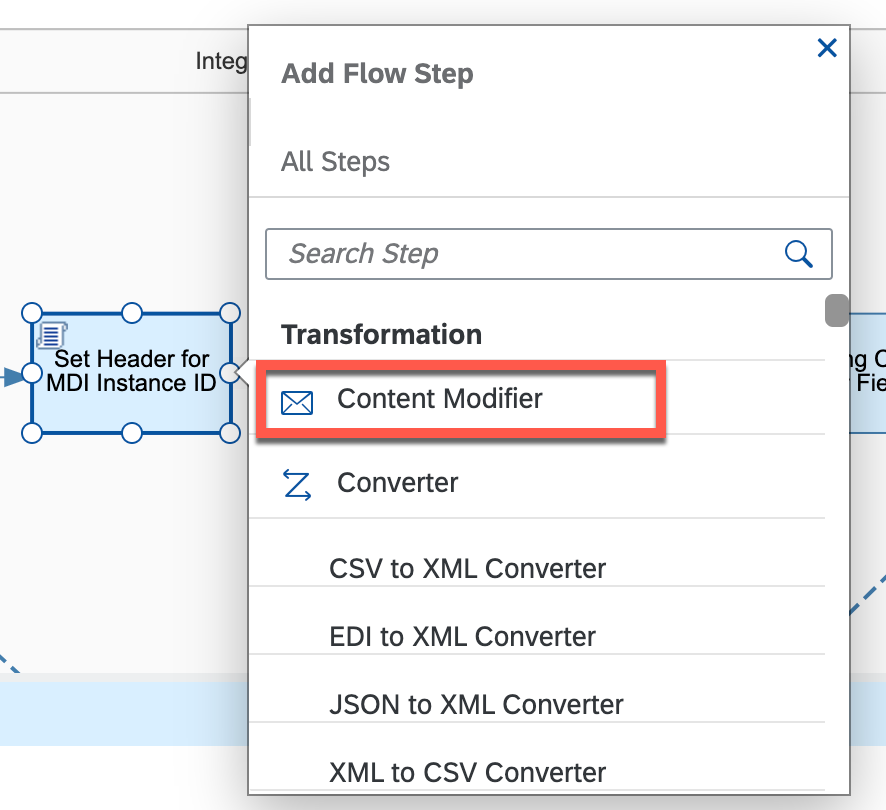 Integ
Add Flow Step
All Steps
Search Step
Transformation
Set Header for
MDI Instance ID
Content Modifier
Converter
CSV to XML Converter
EDI to XML Converter
JSON to XML Converter
XML to CSV Converter
ng C
Fie